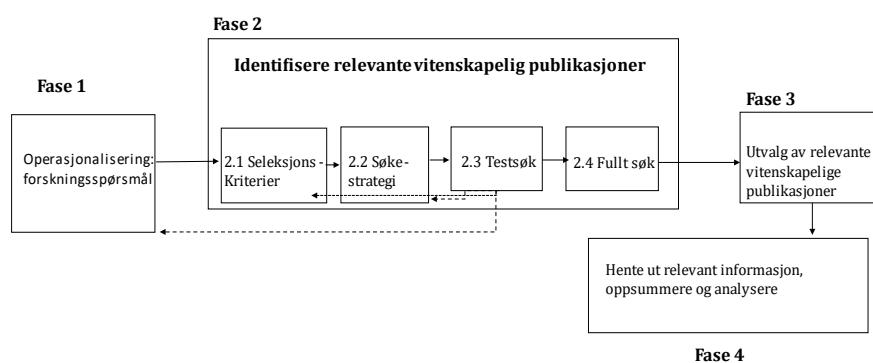 Fase 1
Operasjonalisering:
forskningsspørsmål
Fase 2
Identifisere relevante vitenskapelig publikasjoner
2.1 Seleksjons-
Kriterier
2.2 Søke-
strategi
2.3 Testsøk
2.4 Fullt søk
Fase 3
Utvalg av relevante
vitenskapelige
publikasjoner
Hente ut relevant informasjon,
oppsummere og analysere
Fase 4